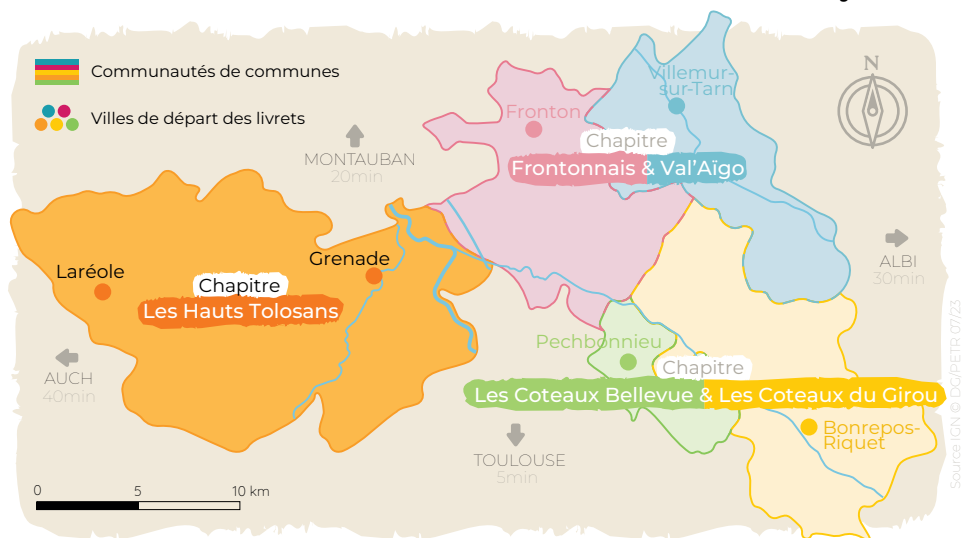 Communautés de communes
Villes de départ des livrets
N
MONTAUBAN
20min
Fronton
Villemur-
sur-Tarn
Chapitre
Frontonnais & Val'Aïgo
Laréole
Grenade
Chapitre
Les Hauts Tolosans
ALBI
30min
AUCH
40min
Pechbonnieu
Chapitre
Les Coteaux Bellevue & Les Coteaux du Girou
Bonrepos-
Riquet
TOULOUSE
5min
0 5 10 km
Source IGN © DG/PETR 07/23